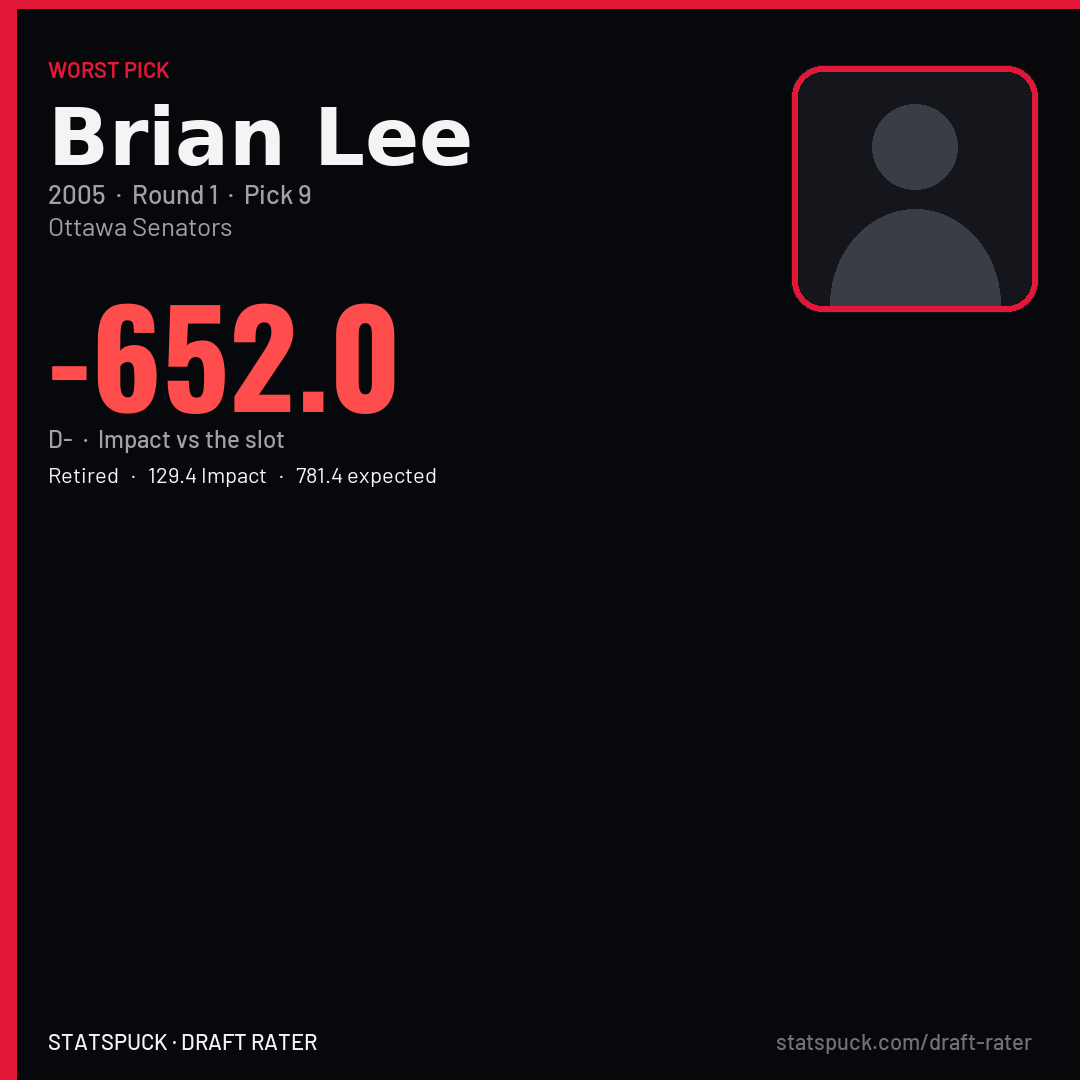 WORST PICK
Brian Lee
2005 · Round 1 · Pick 9
Ottawa Senators
-652.0
D- · Impact vs the slot
Retired · 129.4 Impact · 781.4 expected
STATSPUCK · DRAFT RATER
statspuck.com/draft-rater